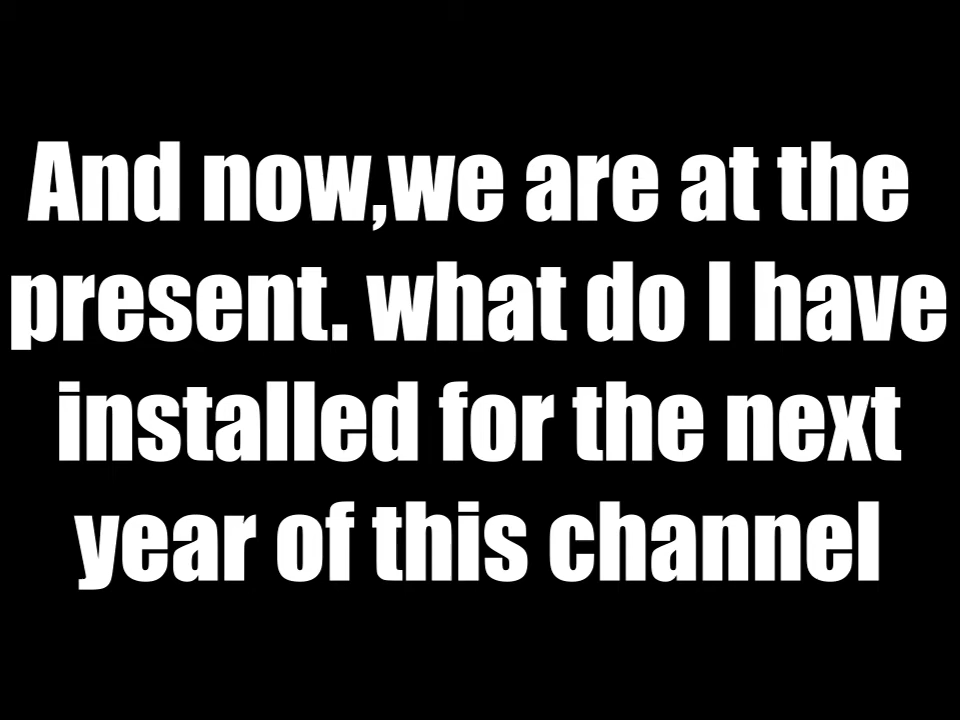 And now,we are at the
present. what do I have
installed for the next
year of this channel